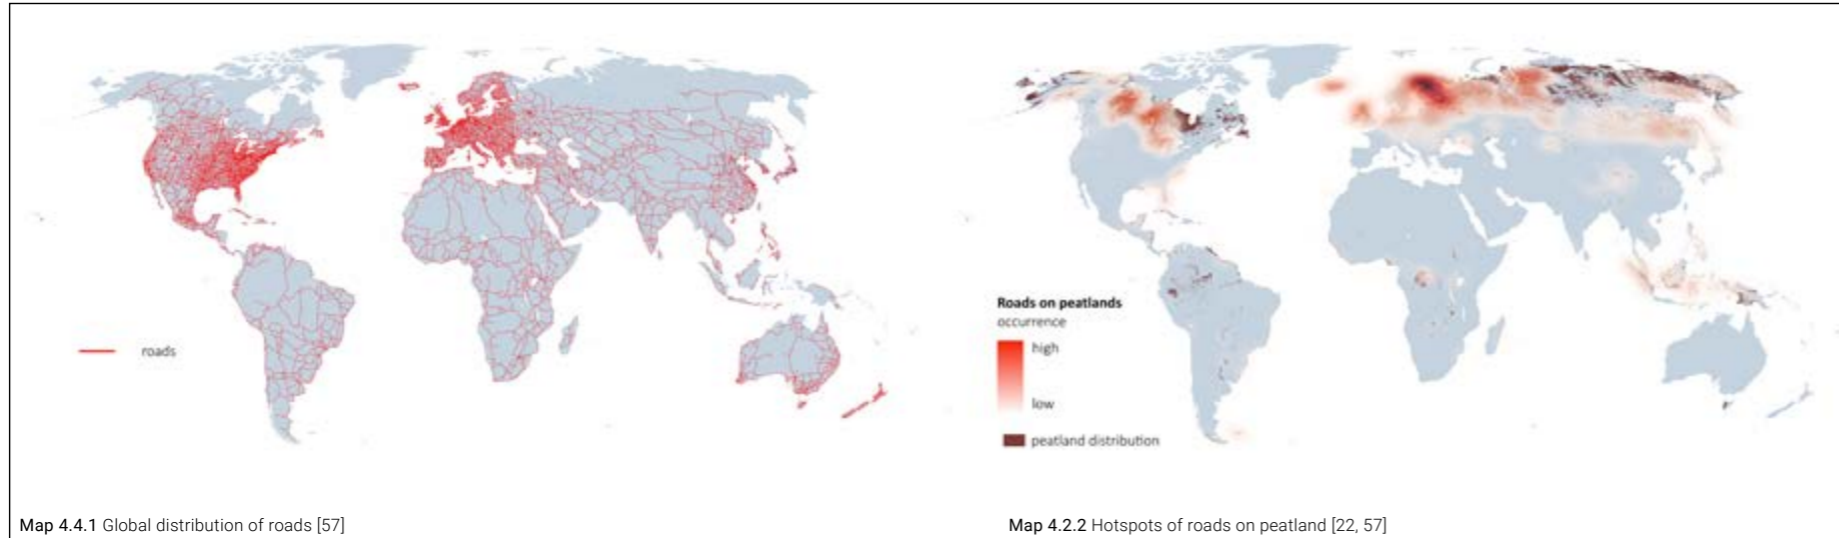 roads
Roads on peatlands
occurrence
high
low
peatland distribution
Map 4.4.1 Global distribution of roads [57]
Map 4.2.2 Hotspots of roads on peatland [22, 57]